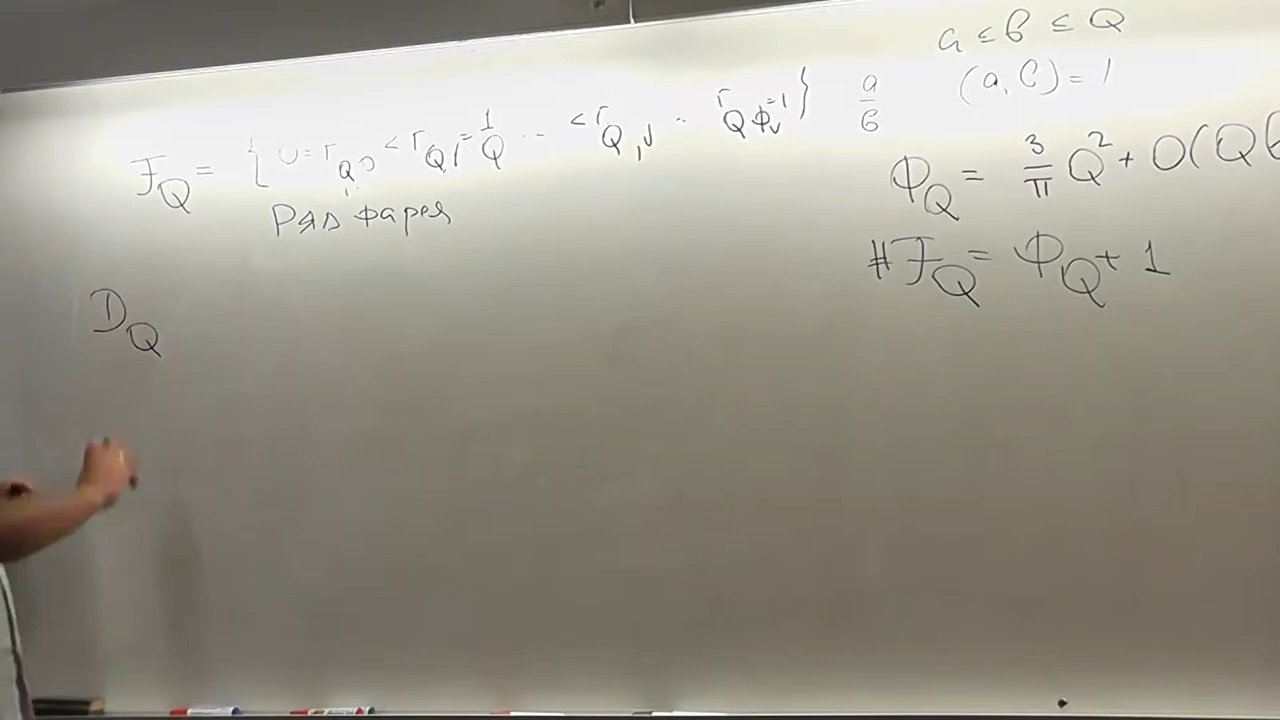 a ≤ b ≤ Q
(a, b) = 1
F_Q = { 0 = r_{Q,0} < r_{Q,1} = 1/Q ... < r_{Q,ν} .. r_{Q,Φ_Q} = 1 } a/b
Ряд Фарея
Φ_Q = 3/π Q² + O(Q
#F_Q = Φ_Q + 1
D_Q